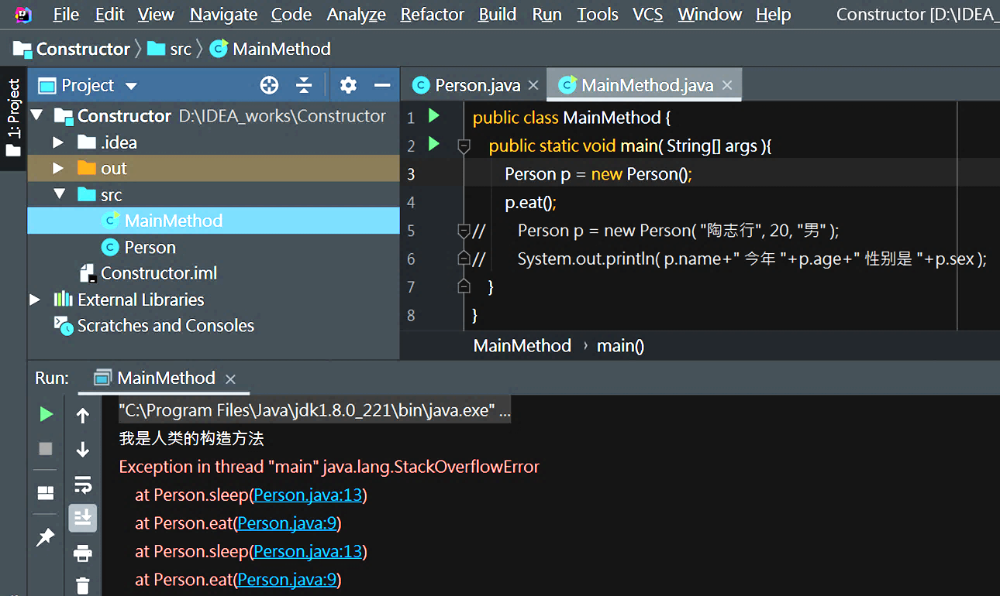 File Edit View Navigate Code Analyze Refactor Build Run Tools VCS Window Help Constructor [D:\IDEA_
Constructor src MainMethod
1: Project
Project
Constructor D:\IDEA_works\Constructor
.idea
out
src
MainMethod
Person
Constructor.iml
External Libraries
Scratches and Consoles
Person.java MainMethod.java
1 public class MainMethod {
2 public static void main( String[] args ){
3 Person p = new Person();
4 p.eat();
5 // Person p = new Person( "陶志行", 20, "男" );
6 // System.out.println( p.name+" 今年 "+p.age+" 性别是 "+p.sex );
7 }
8 }
MainMethod › main()
Run: MainMethod
"C:\Program Files\Java\jdk1.8.0_221\bin\java.exe" ...
我是人类的构造方法
Exception in thread "main" java.lang.StackOverflowError
at Person.sleep(Person.java:13)
at Person.eat(Person.java:9)
at Person.sleep(Person.java:13)
at Person.eat(Person.java:9)